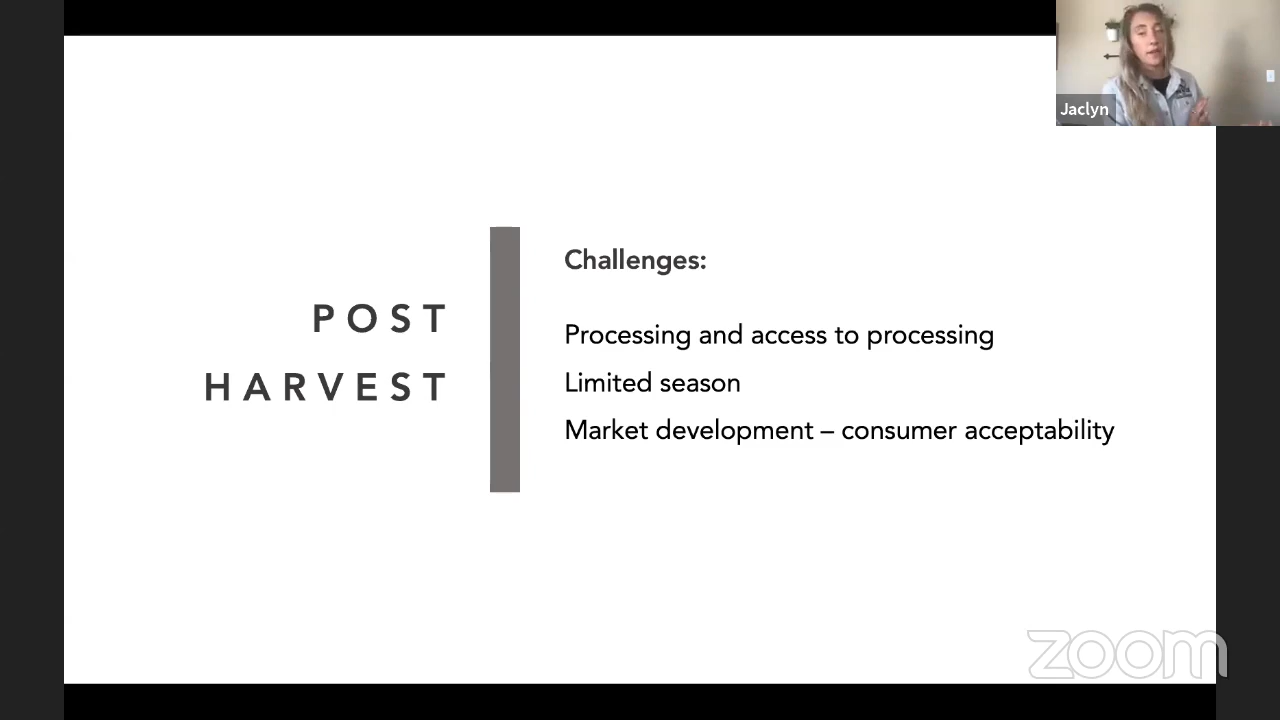 Jaclyn
POST
HARVEST
Challenges:
Processing and access to processing
Limited season
Market development – consumer acceptability
zoom